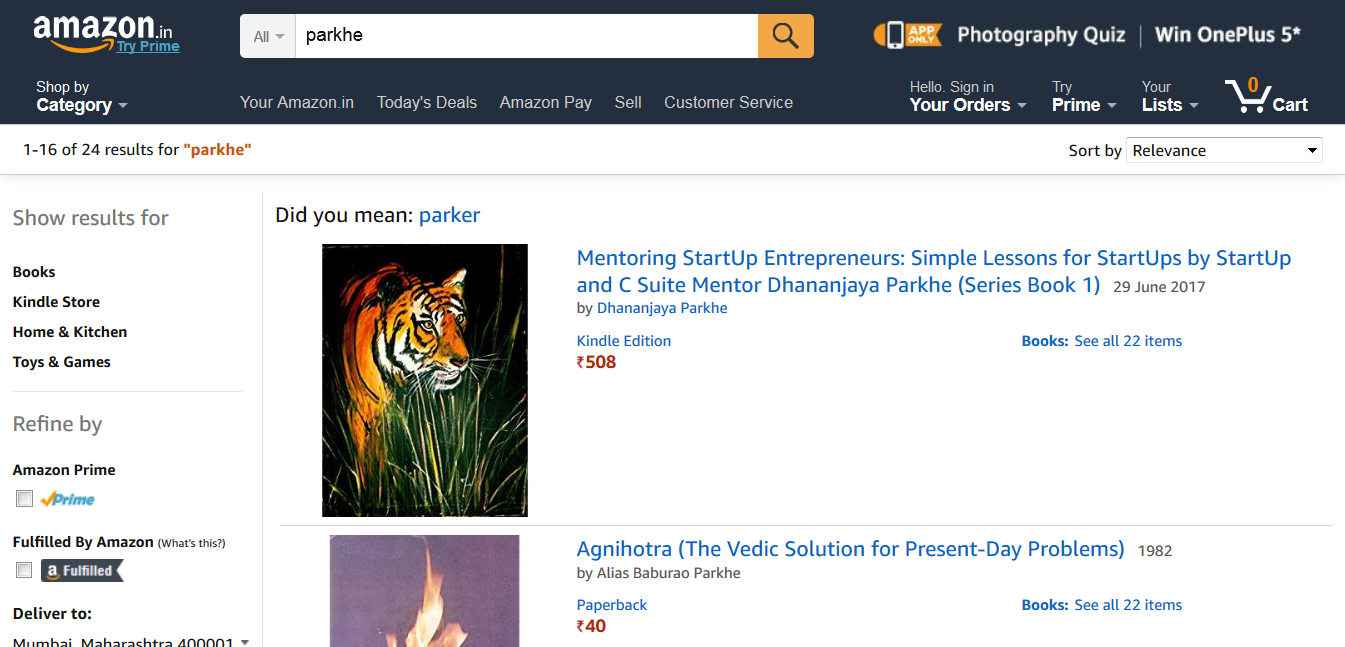 amazon.in
Try Prime
All
parkhe
APP ONLY Photography Quiz | Win OnePlus 5*
Shop by
Category
Your Amazon.in Today's Deals Amazon Pay Sell Customer Service
Hello. Sign in
Your Orders
Try
Prime
Your
Lists
0
Cart
1-16 of 24 results for "parkhe"
Sort by Relevance
Show results for
Books
Kindle Store
Home & Kitchen
Toys & Games
Refine by
Amazon Prime
Prime
Fulfilled By Amazon (What's this?)
a Fulfilled
Deliver to:
Mumbai, Maharashtra 400001
Did you mean: parker
Mentoring StartUp Entrepreneurs: Simple Lessons for StartUps by StartUp
and C Suite Mentor Dhananjaya Parkhe (Series Book 1) 29 June 2017
by Dhananjaya Parkhe
Kindle Edition
₹508
Books: See all 22 items
Agnihotra (The Vedic Solution for Present-Day Problems) 1982
by Alias Baburao Parkhe
Paperback
₹40
Books: See all 22 items